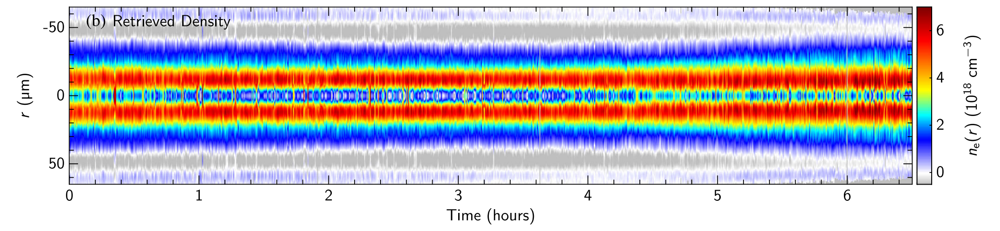 (b) Retrieved Density
-50
0
50
r (μm)
0 1 2 3 4 5 6
Time (hours)
6
4
2
0
nₑ(r) (10¹⁸ cm⁻³)